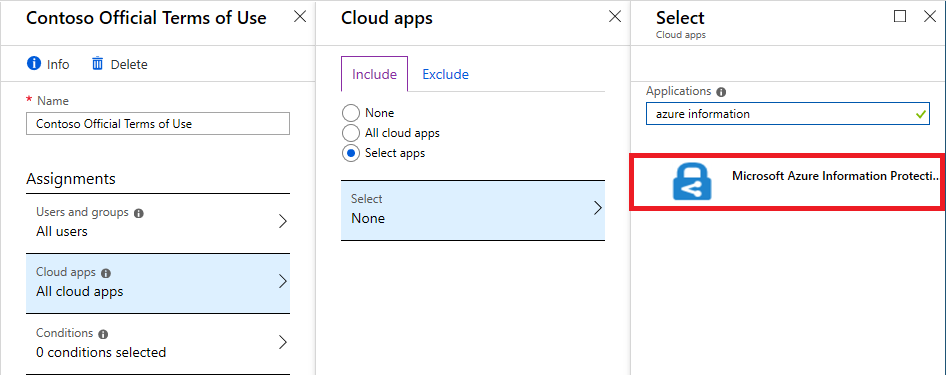 Contoso Official Terms of Use
Info
Delete
* Name
Contoso Official Terms of Use
Assignments
Users and groups
All users
Cloud apps
All cloud apps
Conditions
0 conditions selected
Cloud apps
Include
Exclude
None
All cloud apps
Select apps
Select
None
Select
Cloud apps
Applications
azure information
Microsoft Azure Information Protecti...